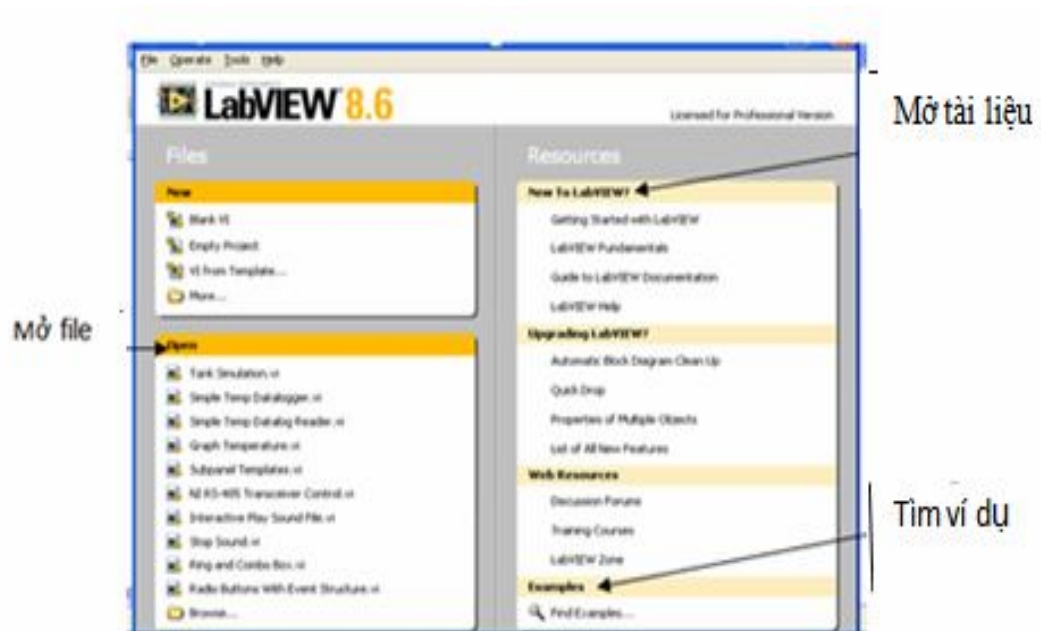 File Operate Tools Help
LabVIEW 8.6
Licensed for Professional Version
Mở tài liệu
Files
New
Blank VI
Empty Project
VI from Template...
More...
Mở file
Open
Tank Simulation.vi
Simple Temp Datalogger.vi
Simple Temp Datalog Reader.vi
Graph Temperature.vi
Subpanel Templates.vi
NI RS-485 Transceiver Control.vi
Interactive Play Sound File.vi
Stop Sound.vi
Ring and Combo Box.vi
Radio Buttons With Event Structure.vi
Browse...
Resources
New To LabVIEW?
Getting Started with LabVIEW
LabVIEW Fundamentals
Guide to LabVIEW Documentation
LabVIEW Help
Upgrading LabVIEW?
Automatic Block Diagram Clean Up
Quick Drop
Properties of Multiple Objects
List of All New Features
Web Resources
Discussion Forums
Training Courses
LabVIEW Zone
Examples
Find Examples...
Tìm ví dụ